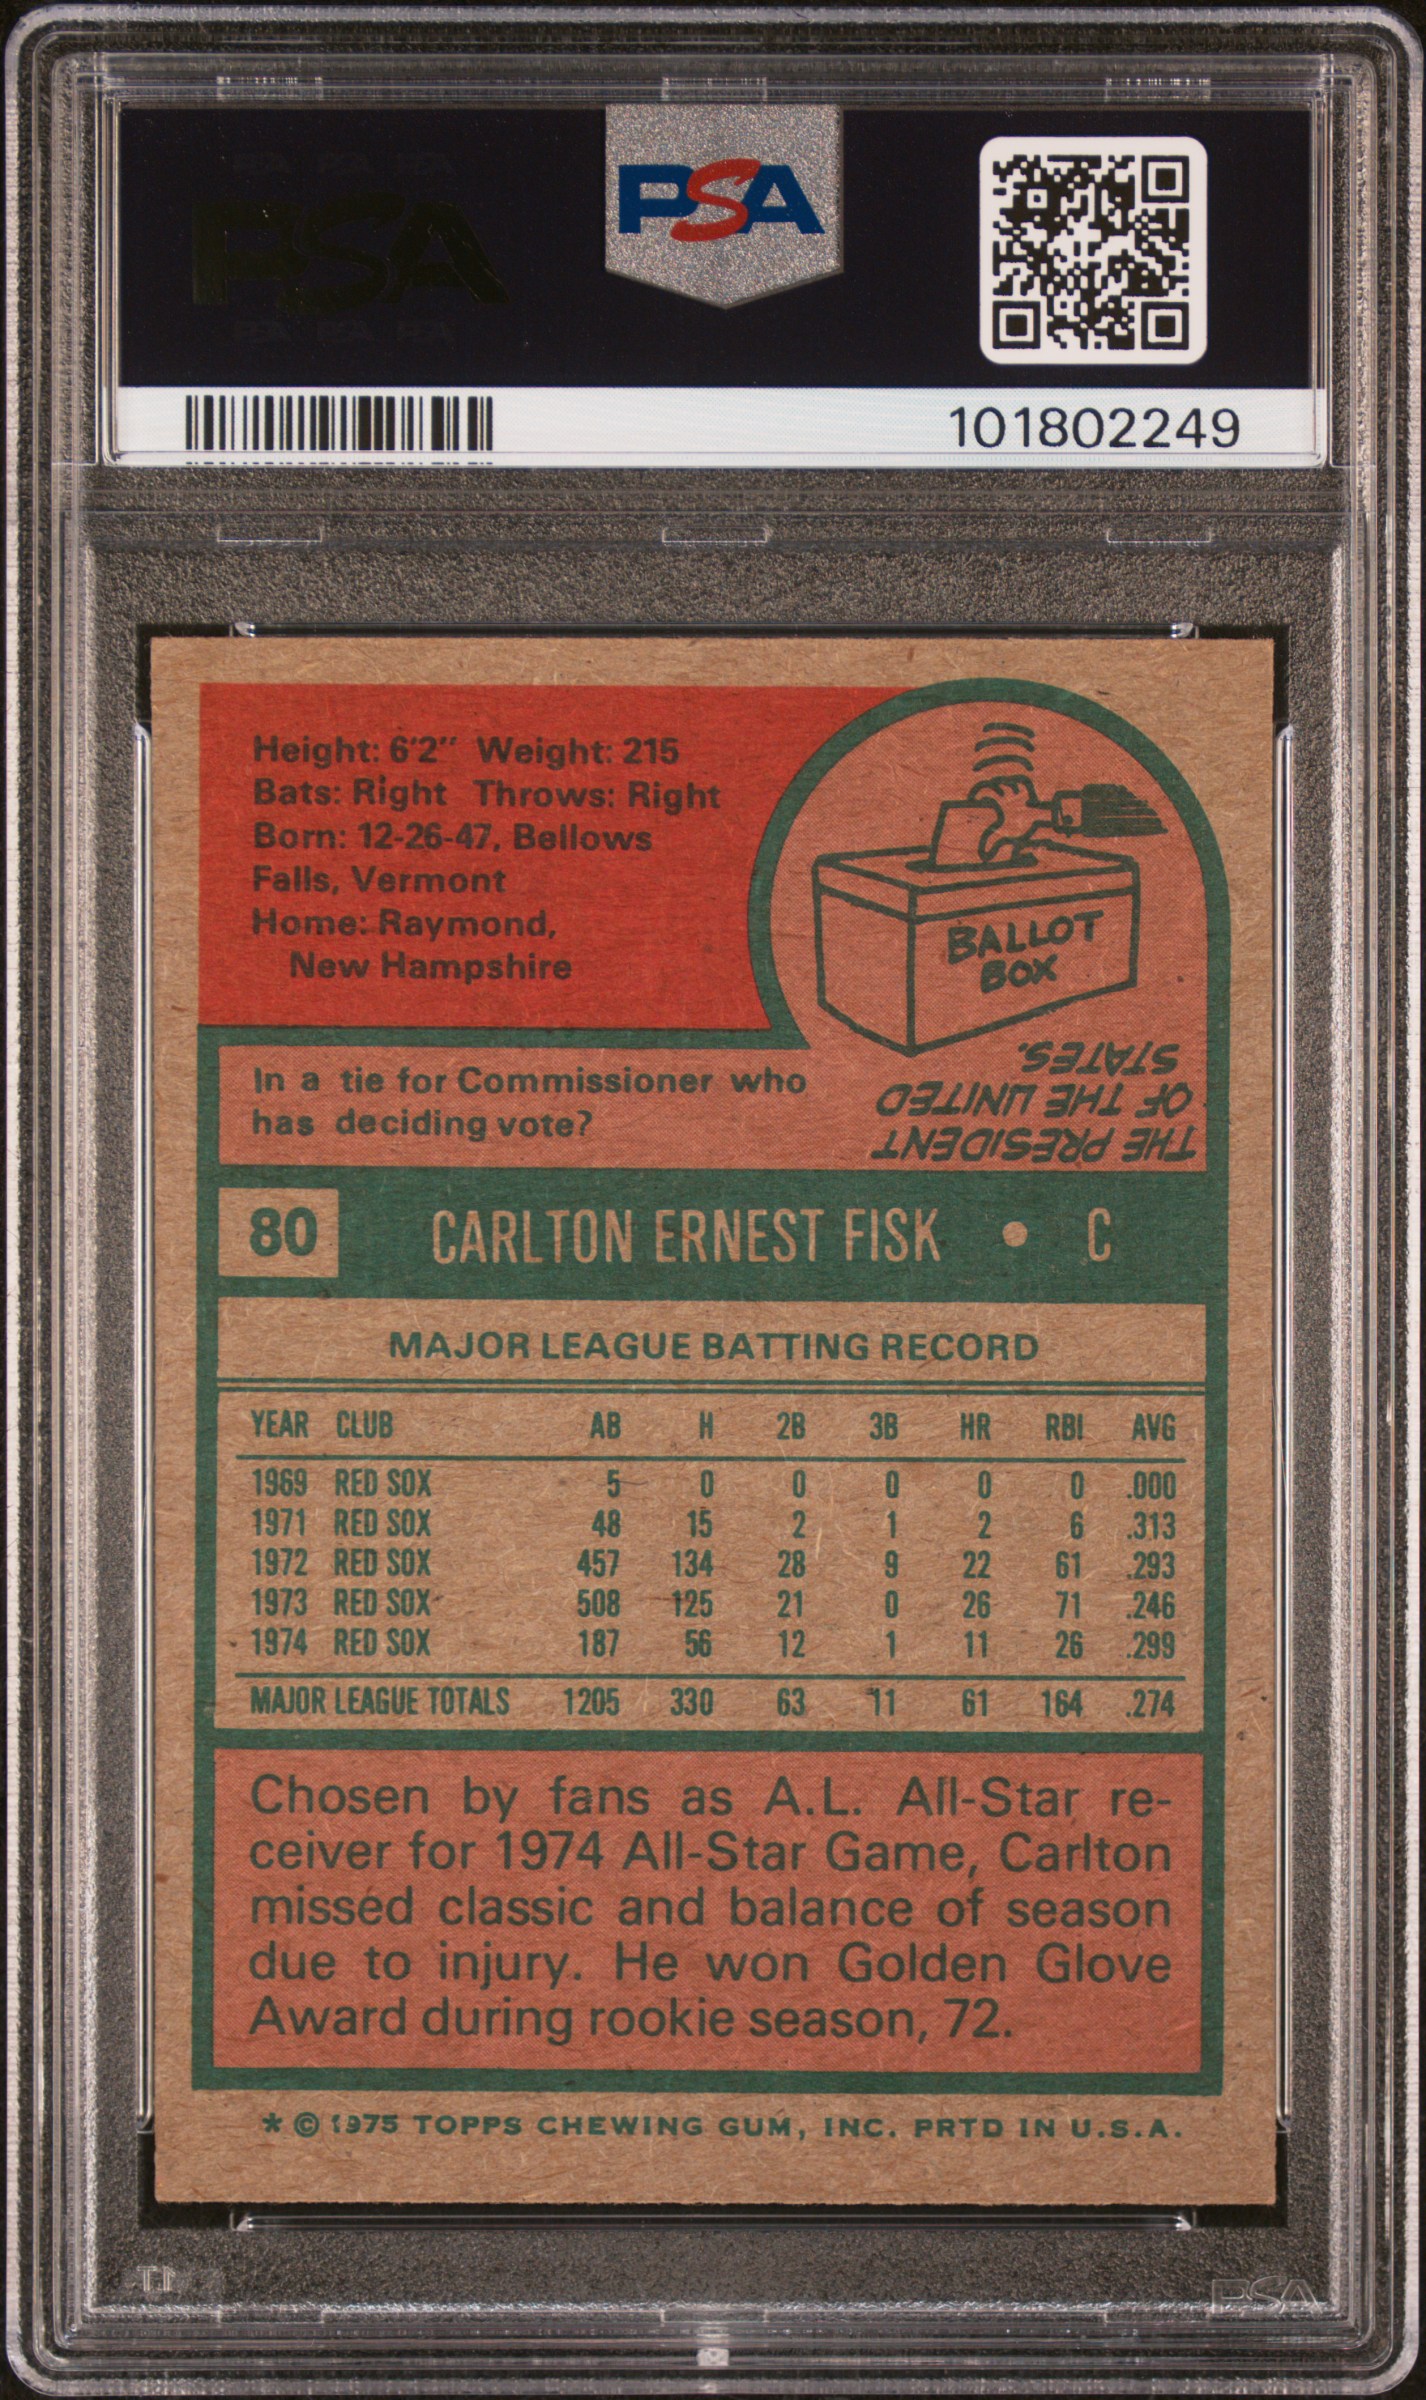 PSA
PSA
101802249
Height: 6'2" Weight: 215
Bats: Right Throws: Right
Born: 12-26-47, Bellows
Falls, Vermont
Home: Raymond,
New Hampshire
BALLOT
BOX
In a tie for Commissioner who
has deciding vote?
THE PRESIDENT
OF THE UNITED
STATES.
80 CARLTON ERNEST FISK • C
MAJOR LEAGUE BATTING RECORD
YEAR CLUB AB H 2B 3B HR RBI AVG
1969 RED SOX 5 0 0 0 0 0 .000
1971 RED SOX 48 15 2 1 2 6 .313
1972 RED SOX 457 134 28 9 22 61 .293
1973 RED SOX 508 125 21 0 26 71 .246
1974 RED SOX 187 56 12 1 11 26 .299
MAJOR LEAGUE TOTALS 1205 330 63 11 61 164 .274
Chosen by fans as A.L. All-Star re-
ceiver for 1974 All-Star Game, Carlton
missed classic and balance of season
due to injury. He won Golden Glove
Award during rookie season, 72.
* © 1975 TOPPS CHEWING GUM, INC. PRTD IN U.S.A.
PSA